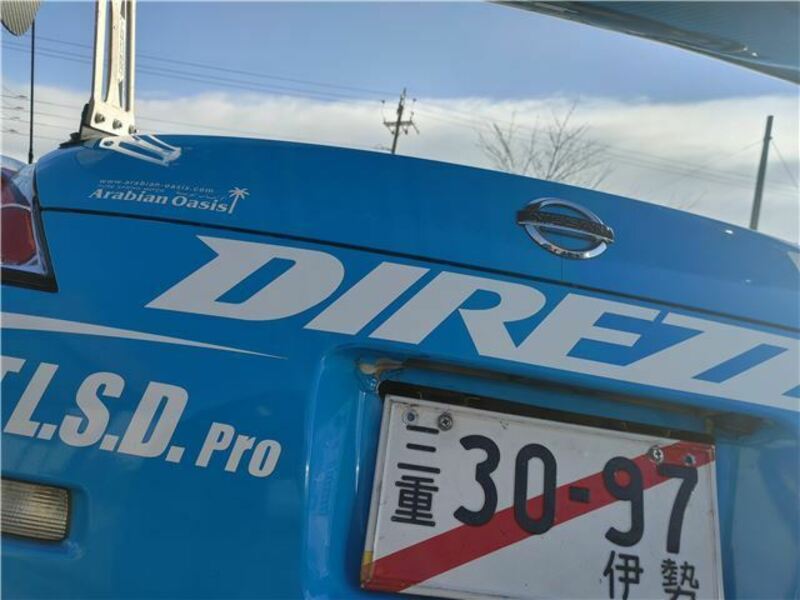 www.arabian-oasis.com
Arabian Oasis
NISSAN
DIREZZ
T L.S.D. Pro
三重 30-97
伊勢